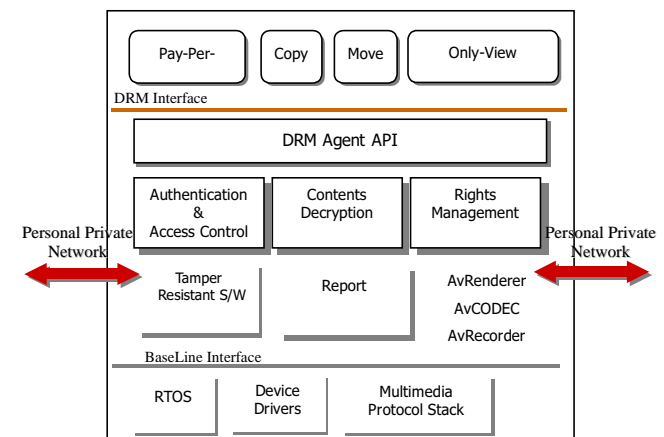 Pay-Per-
Copy
Move
Only-View
DRM Interface
DRM Agent API
Authentication
&
Access Control
Contents
Decryption
Rights
Management
Personal Private
Network
Personal Private
Network
Tamper
Resistant S/W
Report
AvRenderer
AvCODEC
AvRecorder
BaseLine Interface
RTOS
Device
Drivers
Multimedia
Protocol Stack